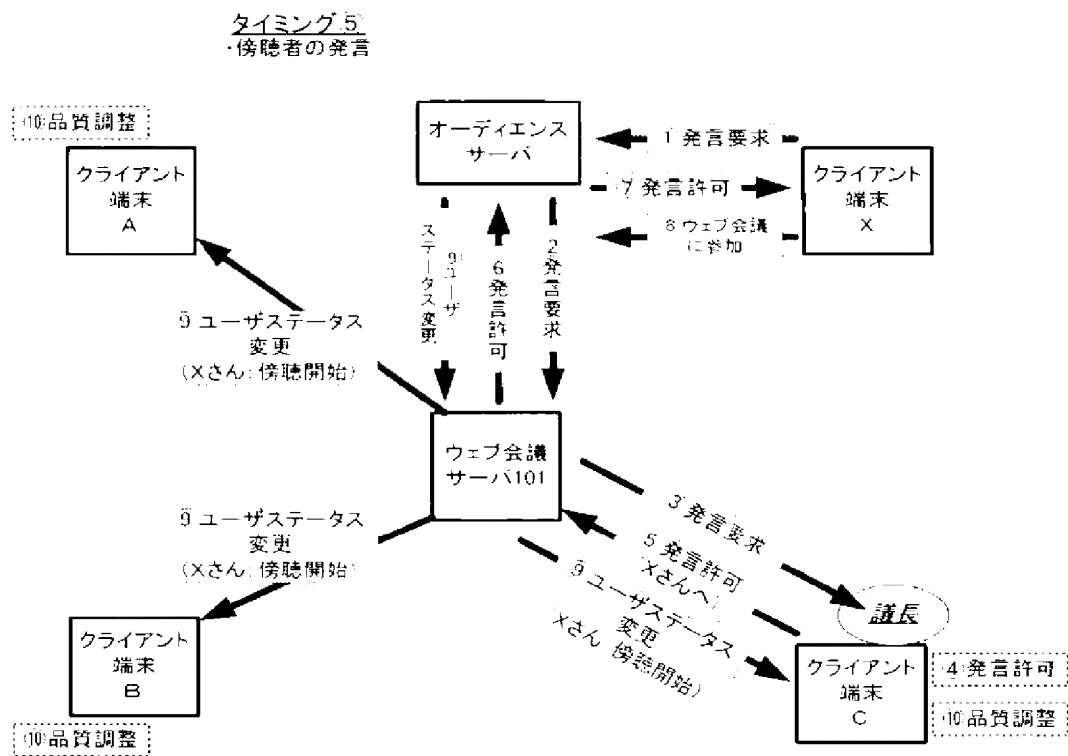 タイミング5
・傍聴者の発言
(10)品質調整
クライアント
端末
A
オーディエンス
サーバ
1 発言要求
7 発言許可
8 ウェブ会議
に参加
クライアント
端末
X
9 ユーザ
ステータス変更
6 発言許可
2 発言要求
9 ユーザステータス
変更
(Xさん:傍聴開始)
ウェブ会議
サーバ101
9 ユーザステータス
変更
(Xさん:傍聴開始)
3 発言要求
5 発言許可
(Xさんへ)
9 ユーザステータス
変更
Xさん 傍聴開始)
議長
クライアント
端末
B
(10)品質調整
クライアント
端末
C
(4)発言許可
(10)品質調整